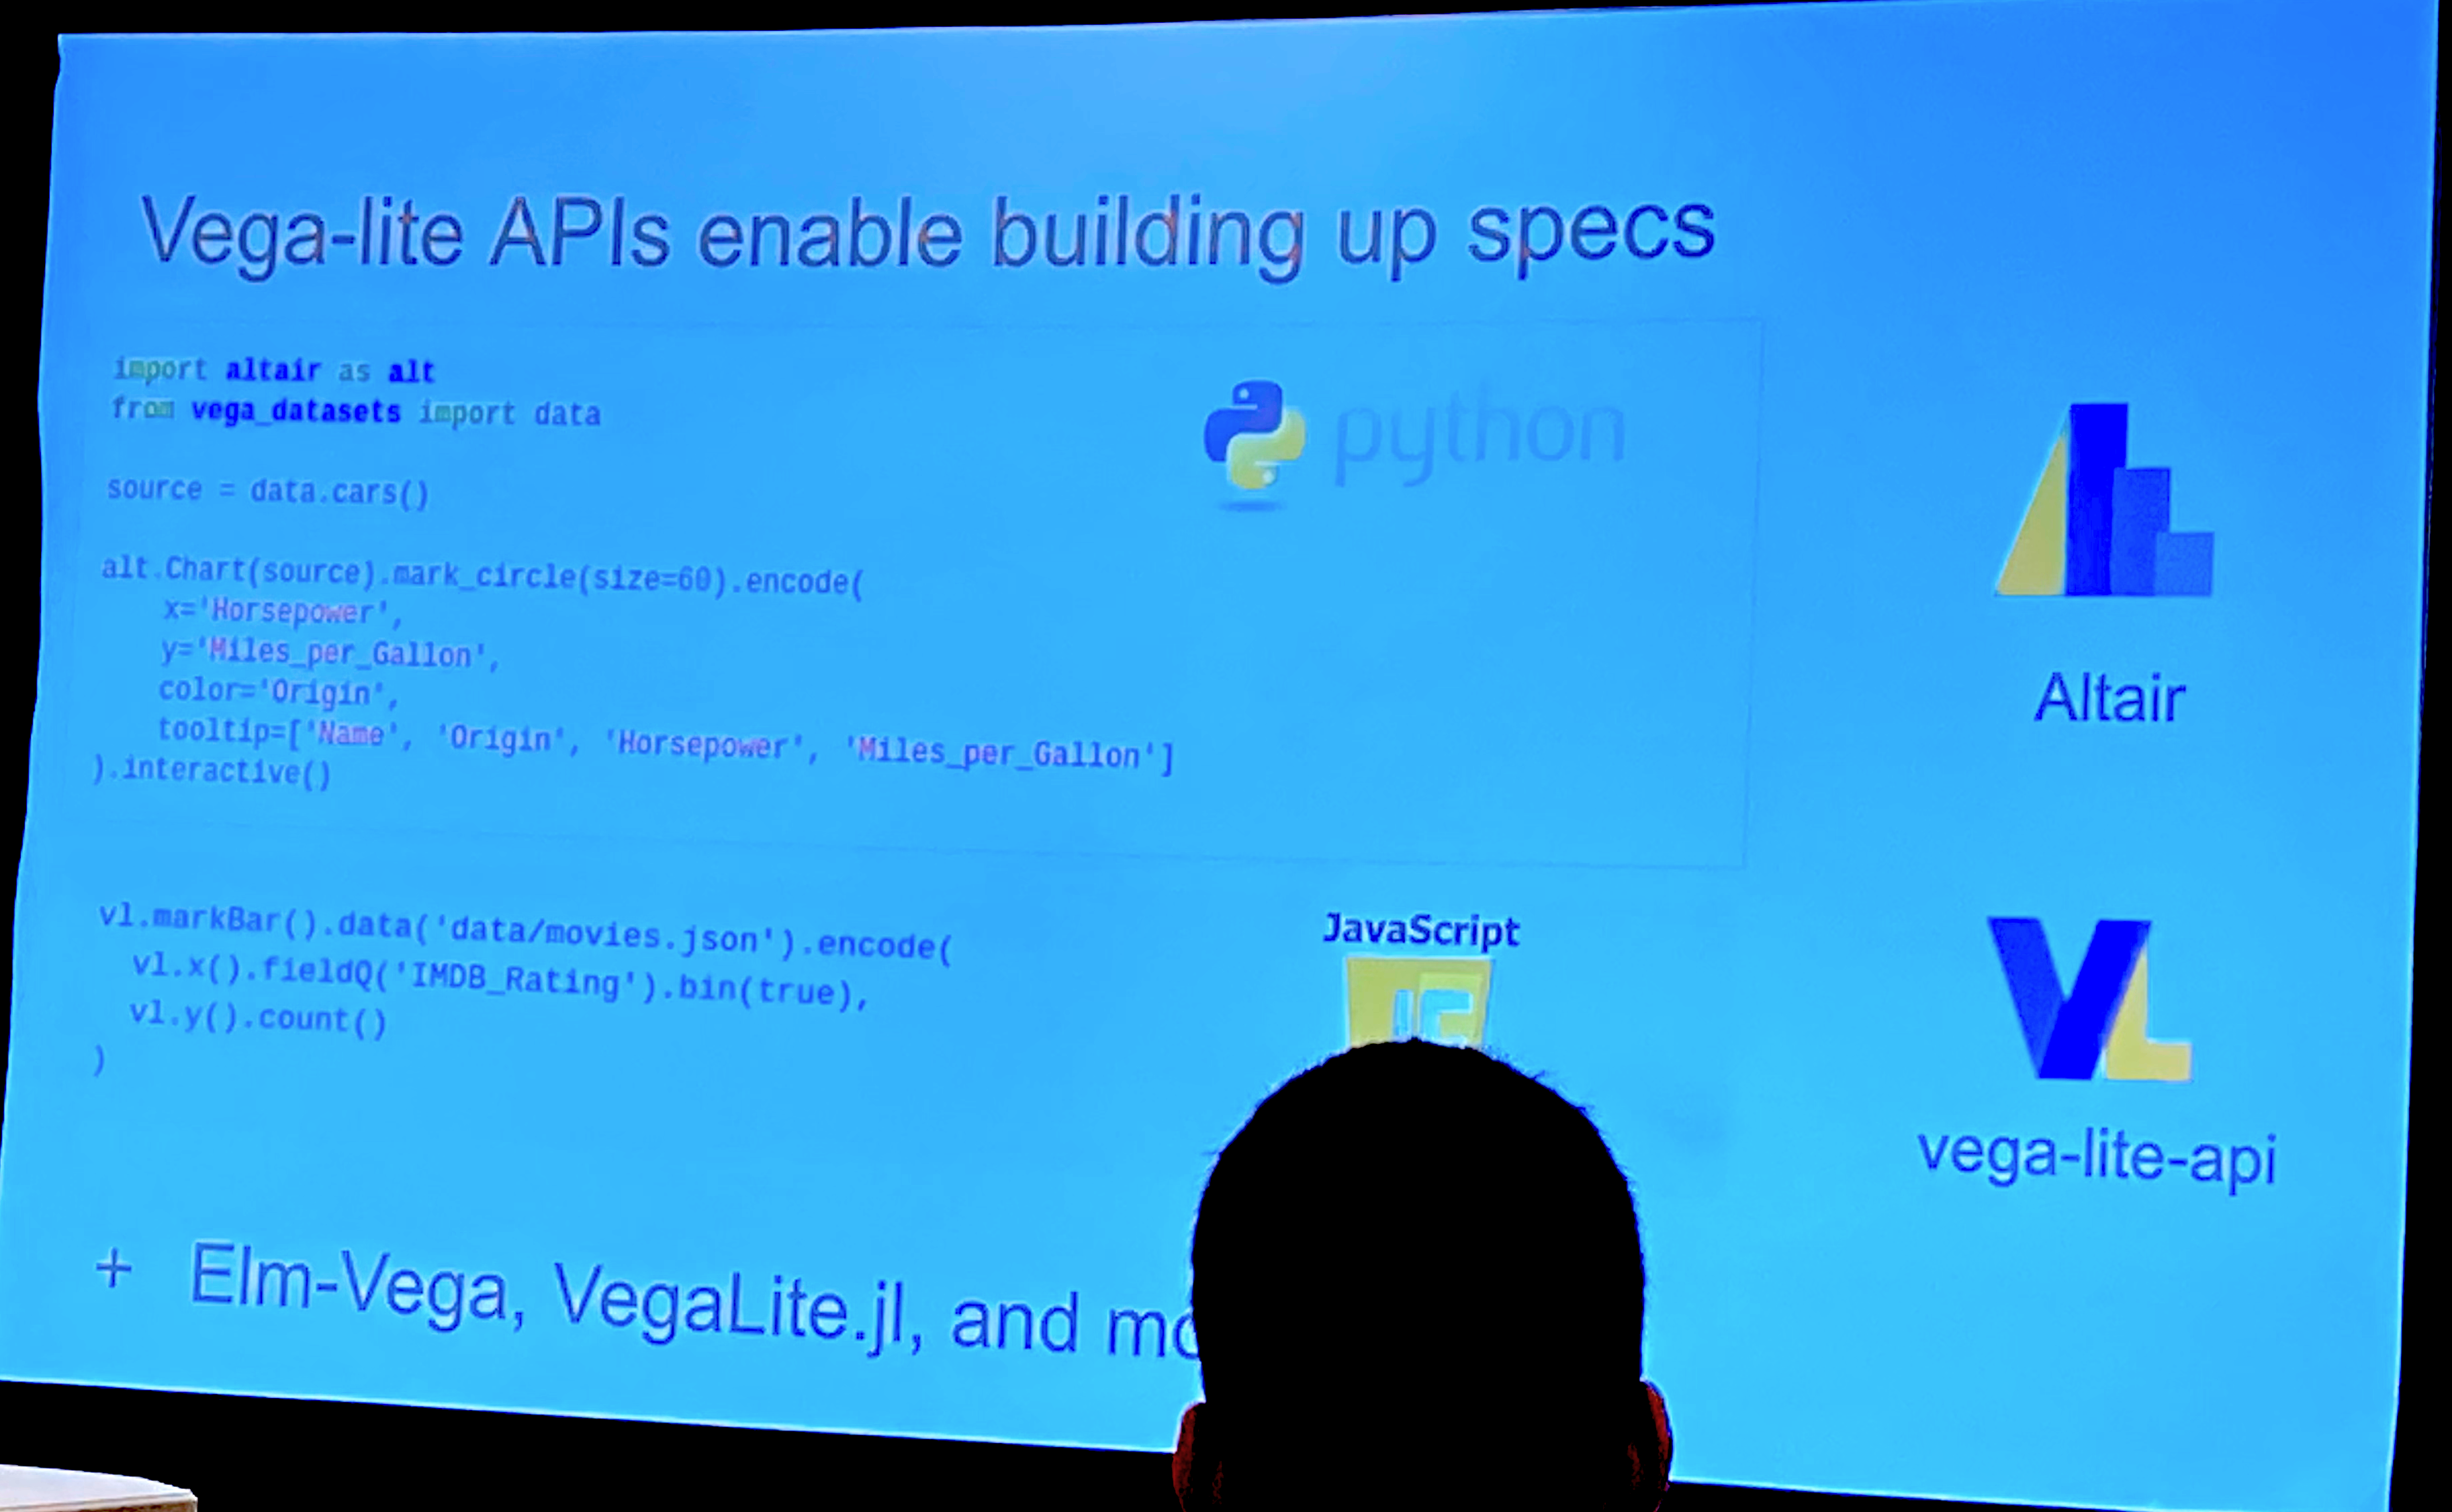 Vega-lite APIs enable building up specs
import altair as alt
from vega_datasets import data
python
source = data.cars()
alt.Chart(source).mark_circle(size=60).encode(
    x='Horsepower',
    y='Miles_per_Gallon',
    color='Origin',
    tooltip=['Name', 'Origin', 'Horsepower', 'Miles_per_Gallon']
).interactive()
Altair
vl.markBar().data('data/movies.json').encode(
  vl.x().fieldQ('IMDB_Rating').bin(true),
  vl.y().count()
)
JavaScript
JS
VL
vega-lite-api
+ Elm-Vega, VegaLite.jl, and